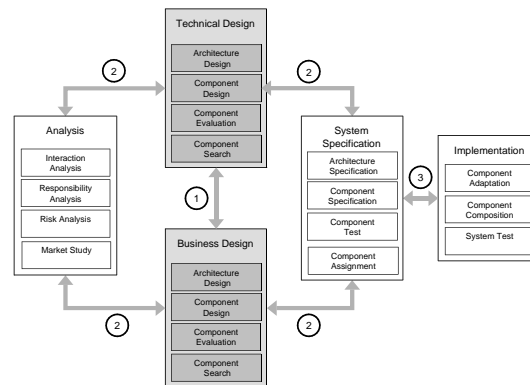 Technical Design
Architecture
Design
Component
Design
Component
Evaluation
Component
Search
2
2
Analysis
Interaction
Analysis
Responsibility
Analysis
Risk Analysis
Market Study
System
Specification
Architecture
Specification
Component
Specification
Component
Test
Component
Assignment
3
Implementation
Component
Adaptation
Component
Composition
System Test
1
Business Design
Architecture
Design
Component
Design
Component
Evaluation
Component
Search
2
2